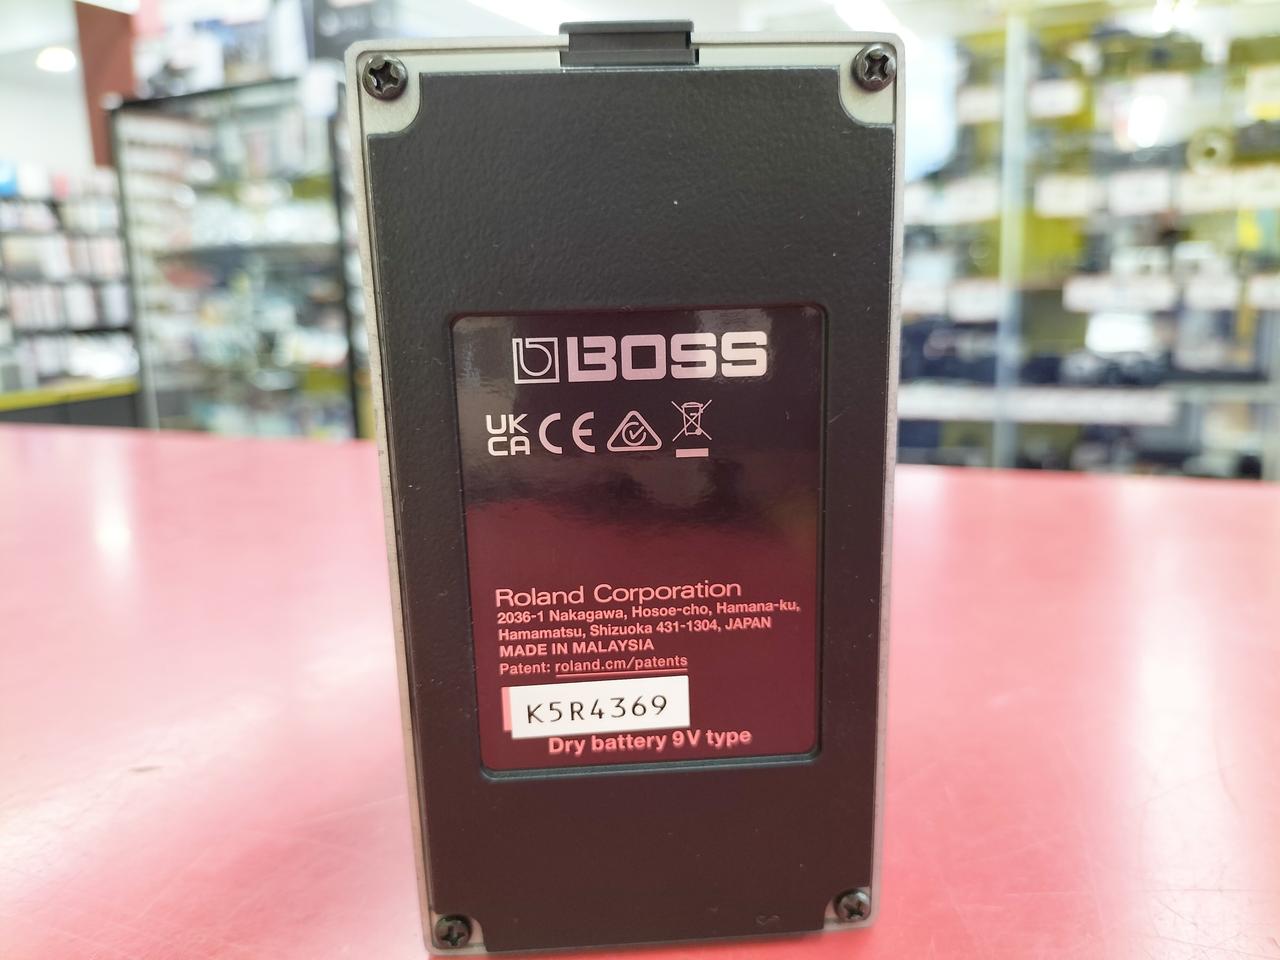 BOSS
UK
CA CE
Roland Corporation
2036-1 Nakagawa, Hosoe-cho, Hamana-ku,
Hamamatsu, Shizuoka 431-1304, JAPAN
MADE IN MALAYSIA
Patent: roland.cm/patents
K5R4369
Dry battery 9V type